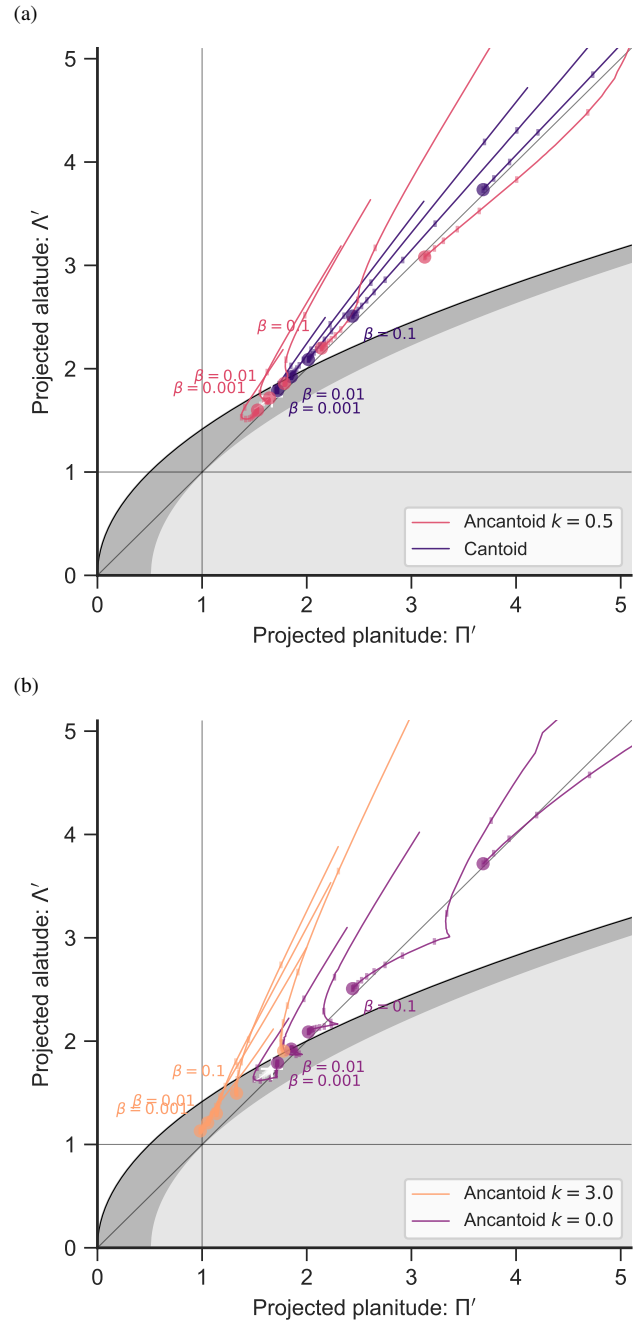 (a)
5
4
3
2
1
0
Projected alatude: Λ′
β = 0.1
β = 0.1
β = 0.01
β = 0.001
β = 0.01
β = 0.001
Ancantoid k = 0.5
Cantoid
0 1 2 3 4 5
Projected planitude: Π′
(b)
5
4
3
2
1
0
Projected alatude: Λ′
β = 0.1
β = 0.1
β = 0.01
β = 0.001
β = 0.01
β = 0.001
Ancantoid k = 3.0
Ancantoid k = 0.0
0 1 2 3 4 5
Projected planitude: Π′